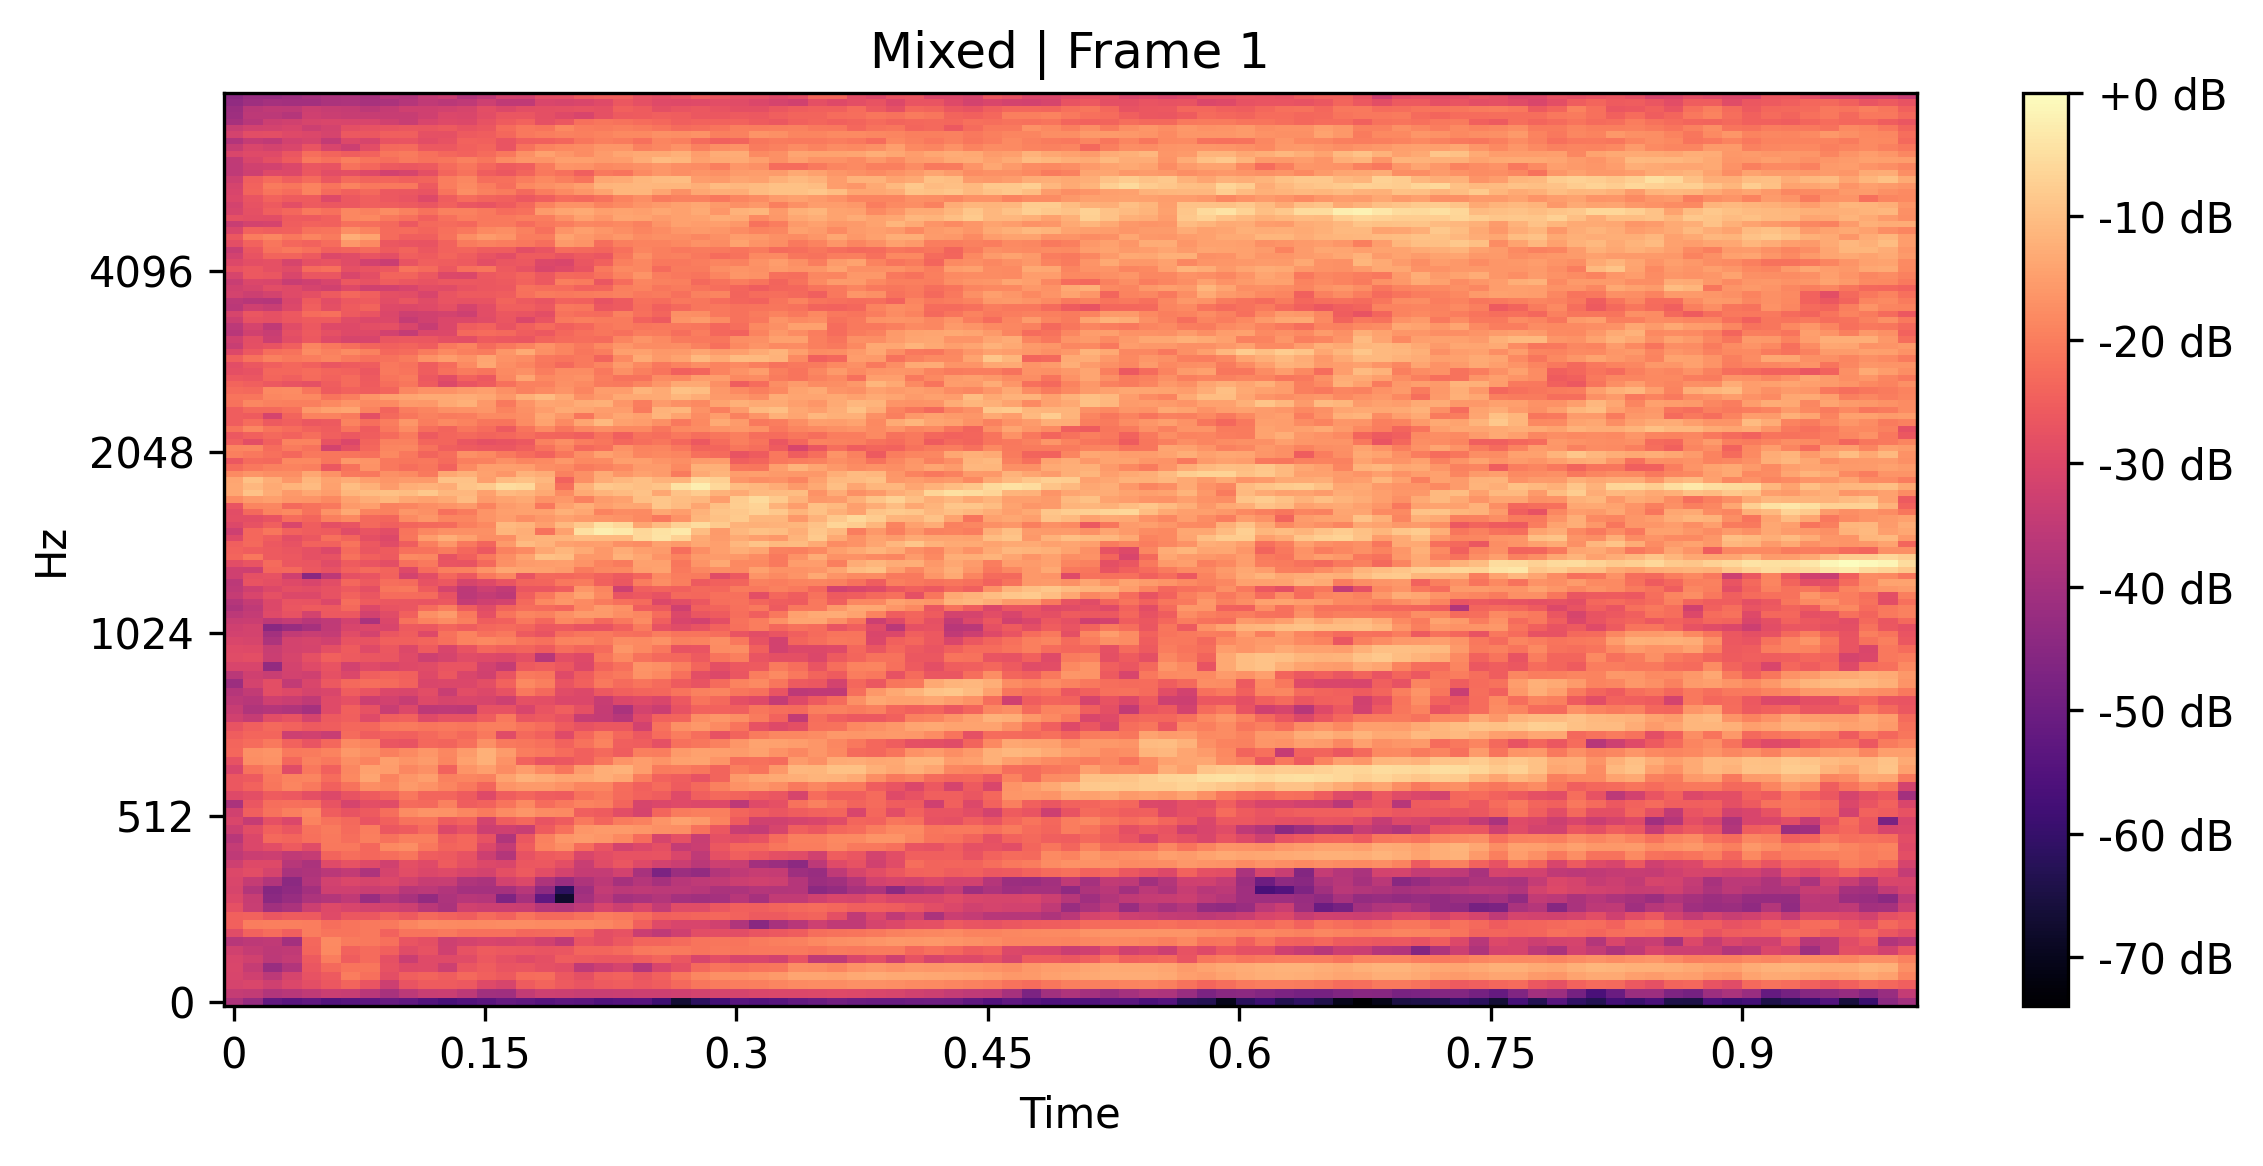 Mixed | Frame 1
+0 dB
-10 dB
-20 dB
-30 dB
-40 dB
-50 dB
-60 dB
-70 dB
Hz
4096
2048
1024
512
0
0
0.15
0.3
0.45
0.6
0.75
0.9
Time